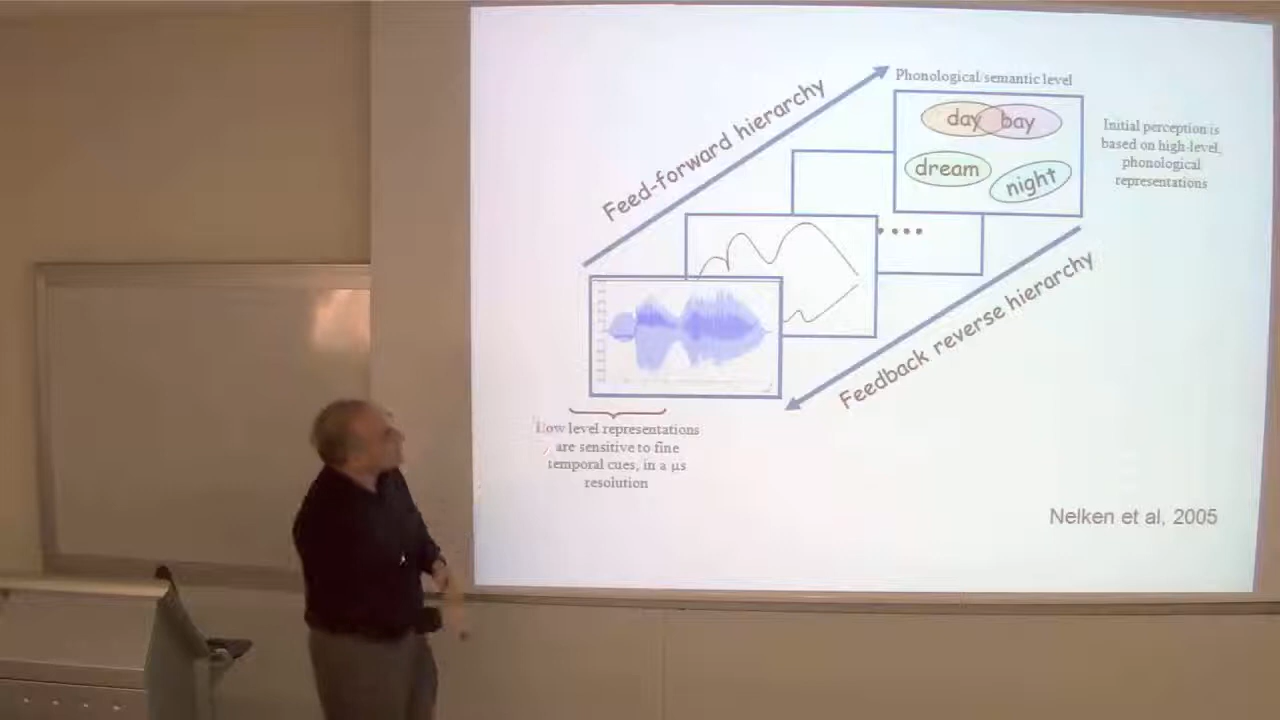 Phonological/semantic level
Feed-forward hierarchy
day bay
dream
night
Initial perception is
based on high-level,
phonological
representations
Feedback reverse hierarchy
Low level representations
are sensitive to fine
temporal cues, in a μs
resolution
Nelken et al, 2005